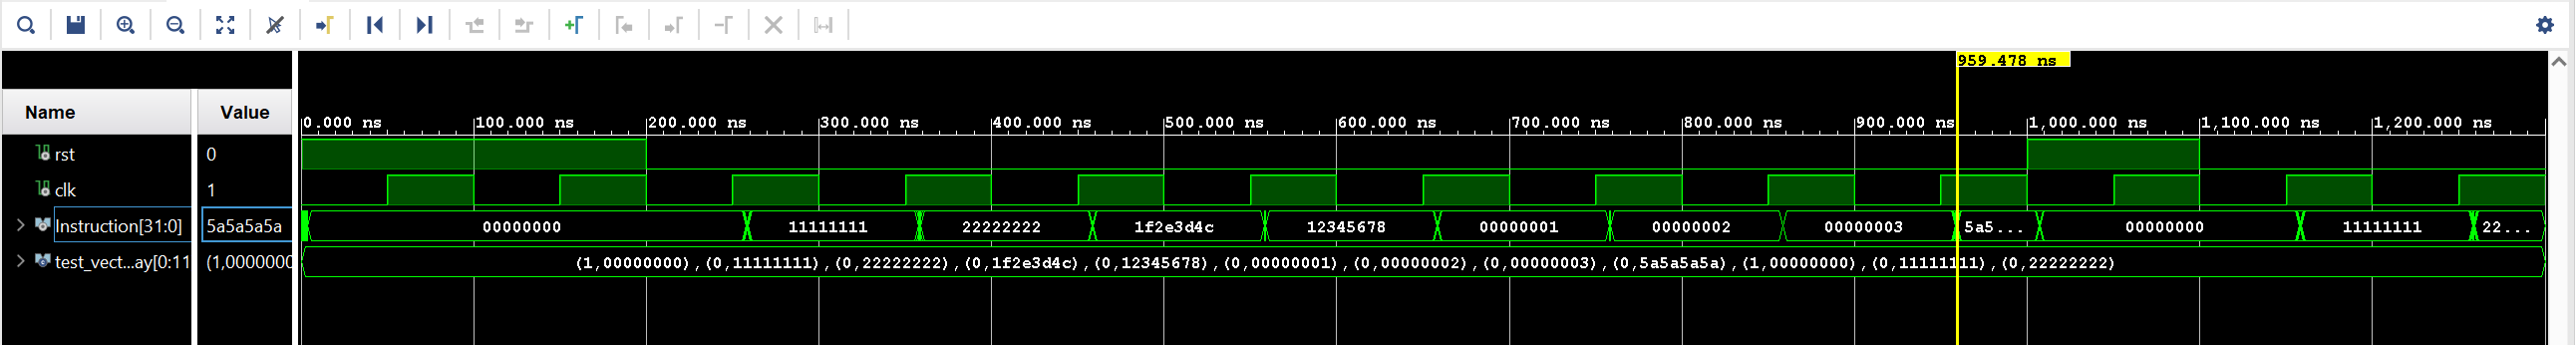 959.478 ns
Name Value
0.000 ns 100.000 ns 200.000 ns 300.000 ns 400.000 ns 500.000 ns 600.000 ns 700.000 ns 800.000 ns 900.000 ns 1,000.000 ns 1,100.000 ns 1,200.000 ns
rst 0
clk 1
Instruction[31:0] 5a5a5a5a 00000000 11111111 22222222 1f2e3d4c 12345678 00000001 00000002 00000003 5a5... 00000000 11111111 22...
test_vect...ay[0:11 (1,0000000 (1,00000000),(0,11111111),(0,22222222),(0,1f2e3d4c),(0,12345678),(0,00000001),(0,00000002),(0,00000003),(0,5a5a5a5a),(1,00000000),(0,11111111),(0,22222222)